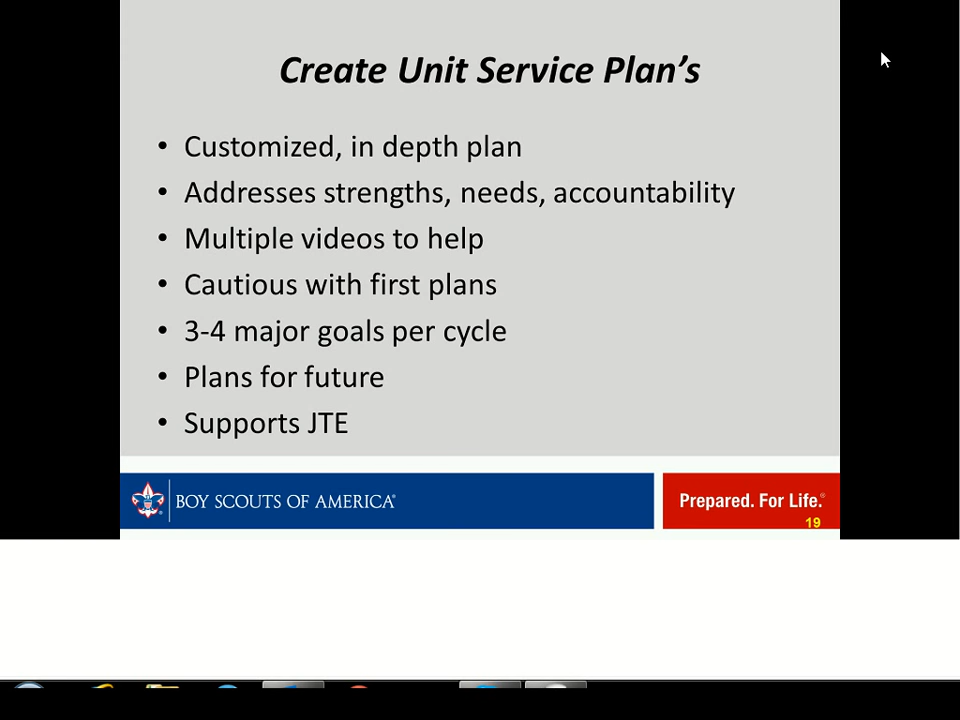 Create Unit Service Plan’s
• Customized, in depth plan
• Addresses strengths, needs, accountability
• Multiple videos to help
• Cautious with first plans
• 3-4 major goals per cycle
• Plans for future
• Supports JTE
BOY SCOUTS OF AMERICA®
Prepared. For Life.®
19